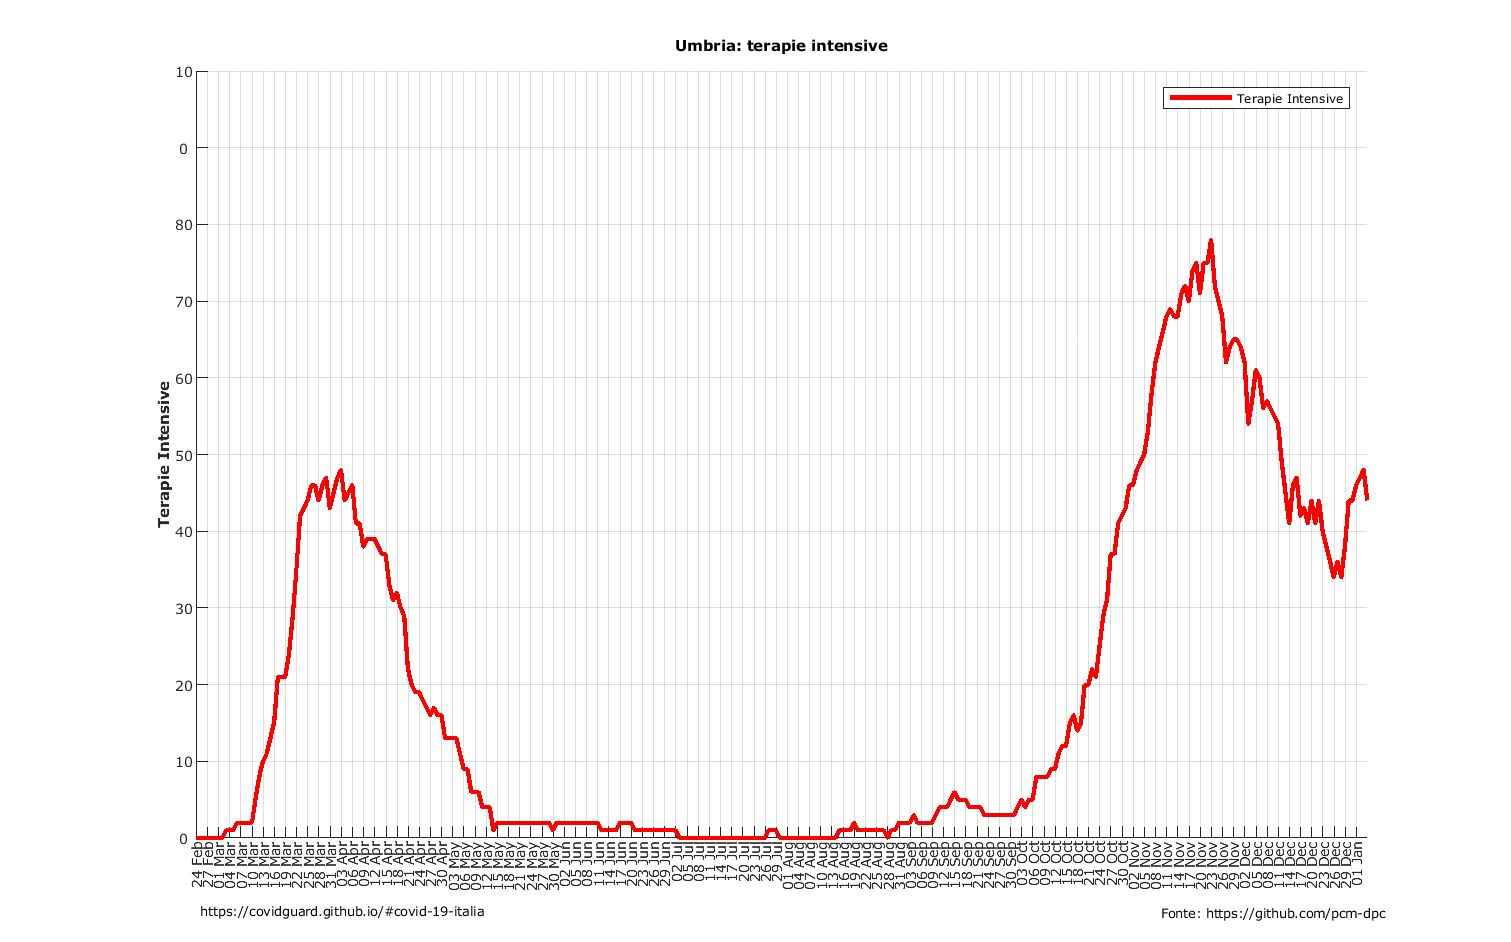 Umbria: terapie intensive
Terapie Intensive
Terapie Intensive
10
0
80
70
60
50
40
30
20
10
0
24 Feb
27 Feb
01 Mar
04 Mar
07 Mar
10 Mar
13 Mar
16 Mar
19 Mar
22 Mar
25 Mar
28 Mar
31 Mar
03 Apr
06 Apr
09 Apr
12 Apr
15 Apr
18 Apr
21 Apr
24 Apr
27 Apr
30 Apr
03 May
06 May
09 May
12 May
15 May
18 May
21 May
24 May
27 May
30 May
02 Jun
05 Jun
08 Jun
11 Jun
14 Jun
17 Jun
20 Jun
23 Jun
26 Jun
29 Jun
02 Jul
05 Jul
08 Jul
11 Jul
14 Jul
17 Jul
20 Jul
23 Jul
26 Jul
29 Jul
01 Aug
04 Aug
07 Aug
10 Aug
13 Aug
16 Aug
19 Aug
22 Aug
25 Aug
28 Aug
31 Aug
03 Sep
06 Sep
09 Sep
12 Sep
15 Sep
18 Sep
21 Sep
24 Sep
27 Sep
30 Sep
03 Oct
06 Oct
09 Oct
12 Oct
15 Oct
18 Oct
21 Oct
24 Oct
27 Oct
30 Oct
02 Nov
05 Nov
08 Nov
11 Nov
14 Nov
17 Nov
20 Nov
23 Nov
26 Nov
29 Nov
02 Dec
05 Dec
08 Dec
11 Dec
14 Dec
17 Dec
20 Dec
23 Dec
26 Dec
29 Dec
01 Jan
https://covidguard.github.io/#covid-19-italia
Fonte: https://github.com/pcm-dpc